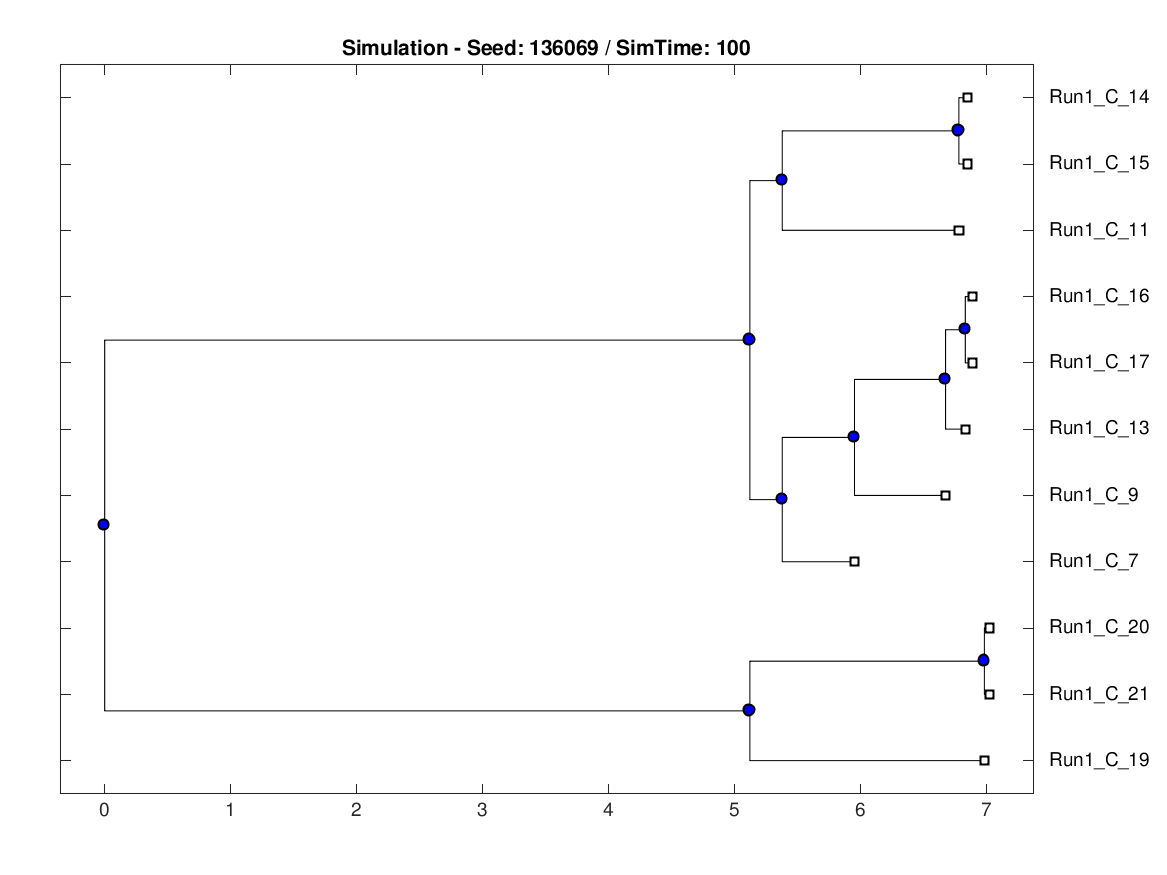 Simulation - Seed: 136069 / SimTime: 100
Run1_C_14
Run1_C_15
Run1_C_11
Run1_C_16
Run1_C_17
Run1_C_13
Run1_C_9
Run1_C_7
Run1_C_20
Run1_C_21
Run1_C_19
0 1 2 3 4 5 6 7